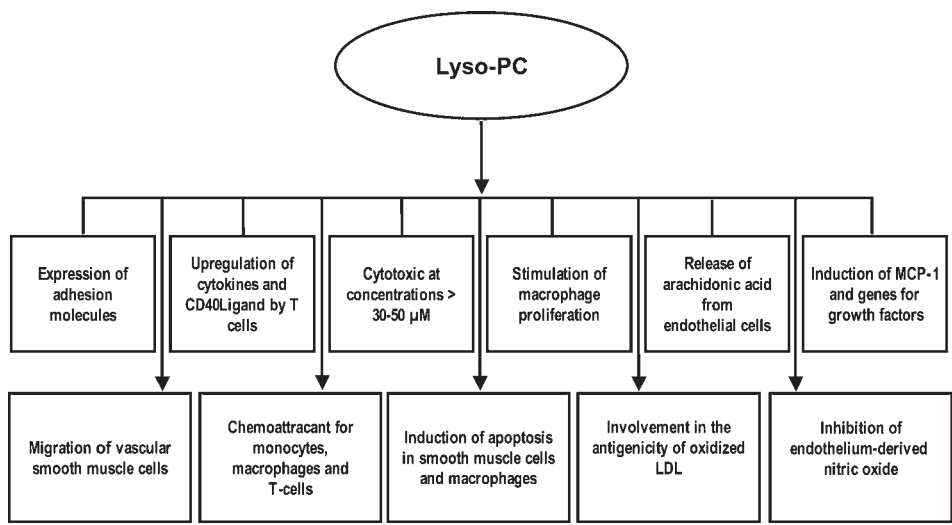 Lyso-PC
Expression of
adhesion
molecules
Upregulation of
cytokines and
CD40Ligand by T
cells
Cytotoxic at
concentrations >
30-50 µM
Stimulation of
macrophage
proliferation
Release of
arachidonic acid
from
endothelial cells
Induction of MCP-1
and genes for
growth factors
Migration of vascular
smooth muscle cells
Chemoattracant for
monocytes,
macrophages and
T-cells
Induction of apoptosis
in smooth muscle cells
and macrophages
Involvement in the
antigenicity of oxidized
LDL
Inhibition of
endothelium-derived
nitric oxide